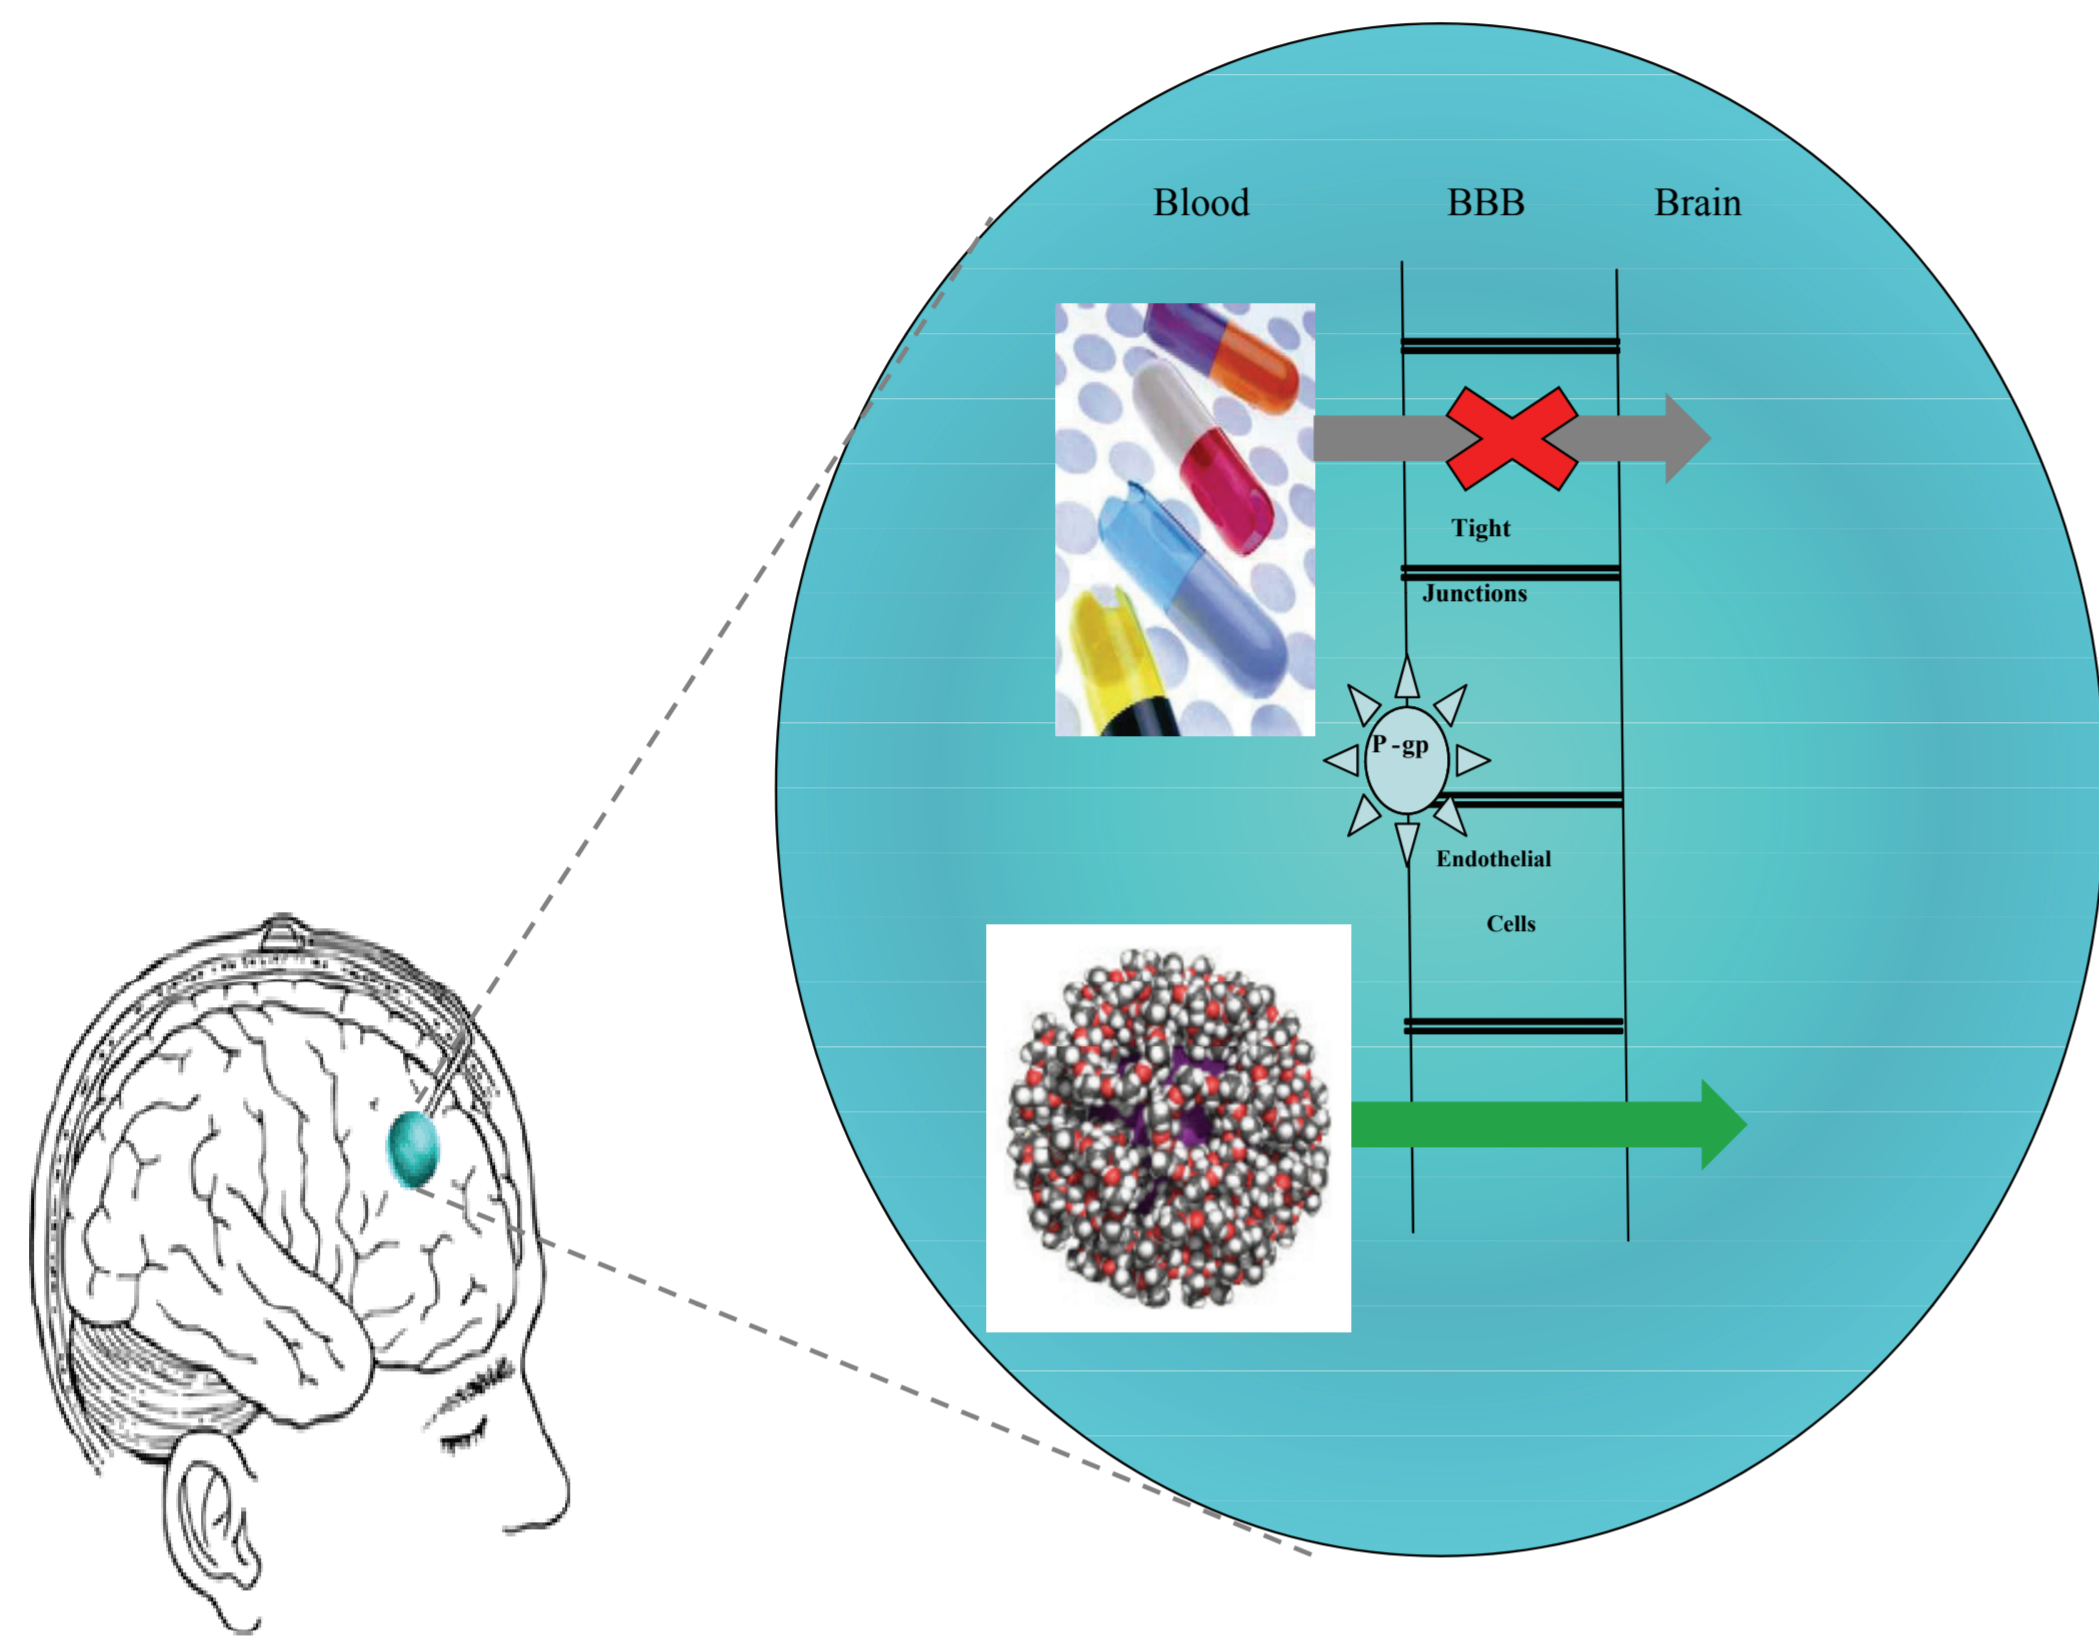 Blood BBB Brain
Tight
Junctions
P-gp
Endothelial
Cells